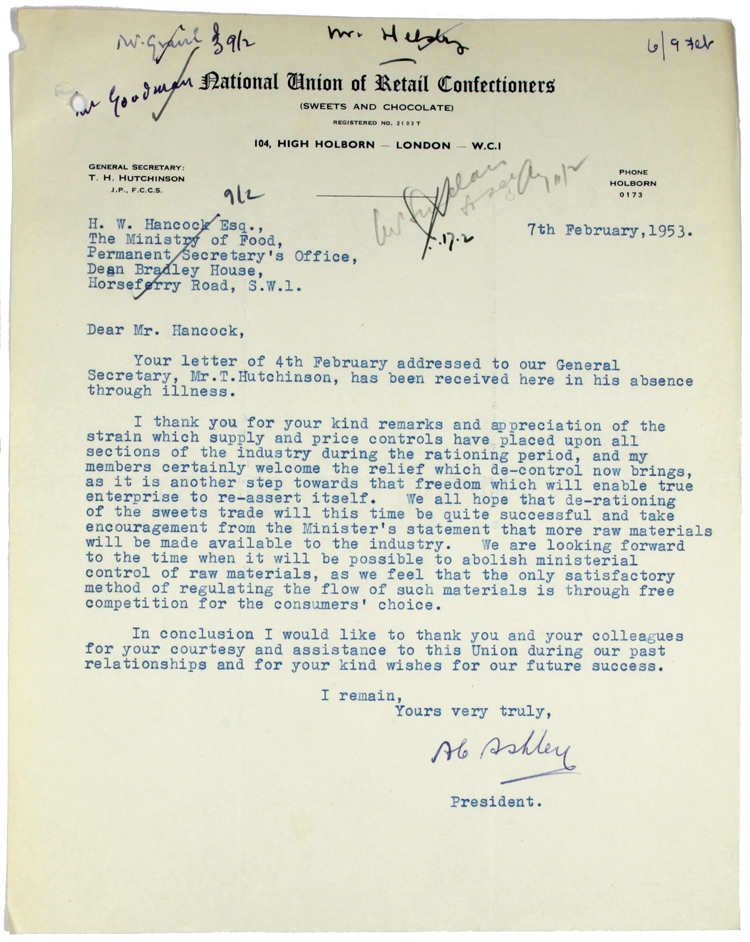 Mr. Grant 9/2
Mr. 
6/9 Feb
Mr Goodman
National Union of Retail Confectioners
(SWEETS AND CHOCOLATE)
REGISTERED NO. 2103T
104, HIGH HOLBORN — LONDON — W.C.1
GENERAL SECRETARY:
T. H. HUTCHINSON
J.P., F.C.C.S.
PHONE
HOLBORN
0173
9/2
17.2
7th February,1953.
H. W. Hancock Esq.,
The Ministry of Food,
Permanent Secretary's Office,
Dean Bradley House,
Horseferry Road, S.W.1.
Dear Mr. Hancock,
Your letter of 4th February addressed to our General
Secretary, Mr.T.Hutchinson, has been received here in his absence
through illness.
I thank you for your kind remarks and appreciation of the
strain which supply and price controls have placed upon all
sections of the industry during the rationing period, and my
members certainly welcome the relief which de-control now brings,
as it is another step towards that freedom which will enable true
enterprise to re-assert itself. We all hope that de-rationing
of the sweets trade will this time be quite successful and take
encouragement from the Minister's statement that more raw materials
will be made available to the industry. We are looking forward
to the time when it will be possible to abolish ministerial
control of raw materials, as we feel that the only satisfactory
method of regulating the flow of such materials is through free
competition for the consumers' choice.
In conclusion I would like to thank you and your colleagues
for your courtesy and assistance to this Union during our past
relationships and for your kind wishes for our future success.
I remain,
Yours very truly,
Ashley
President.